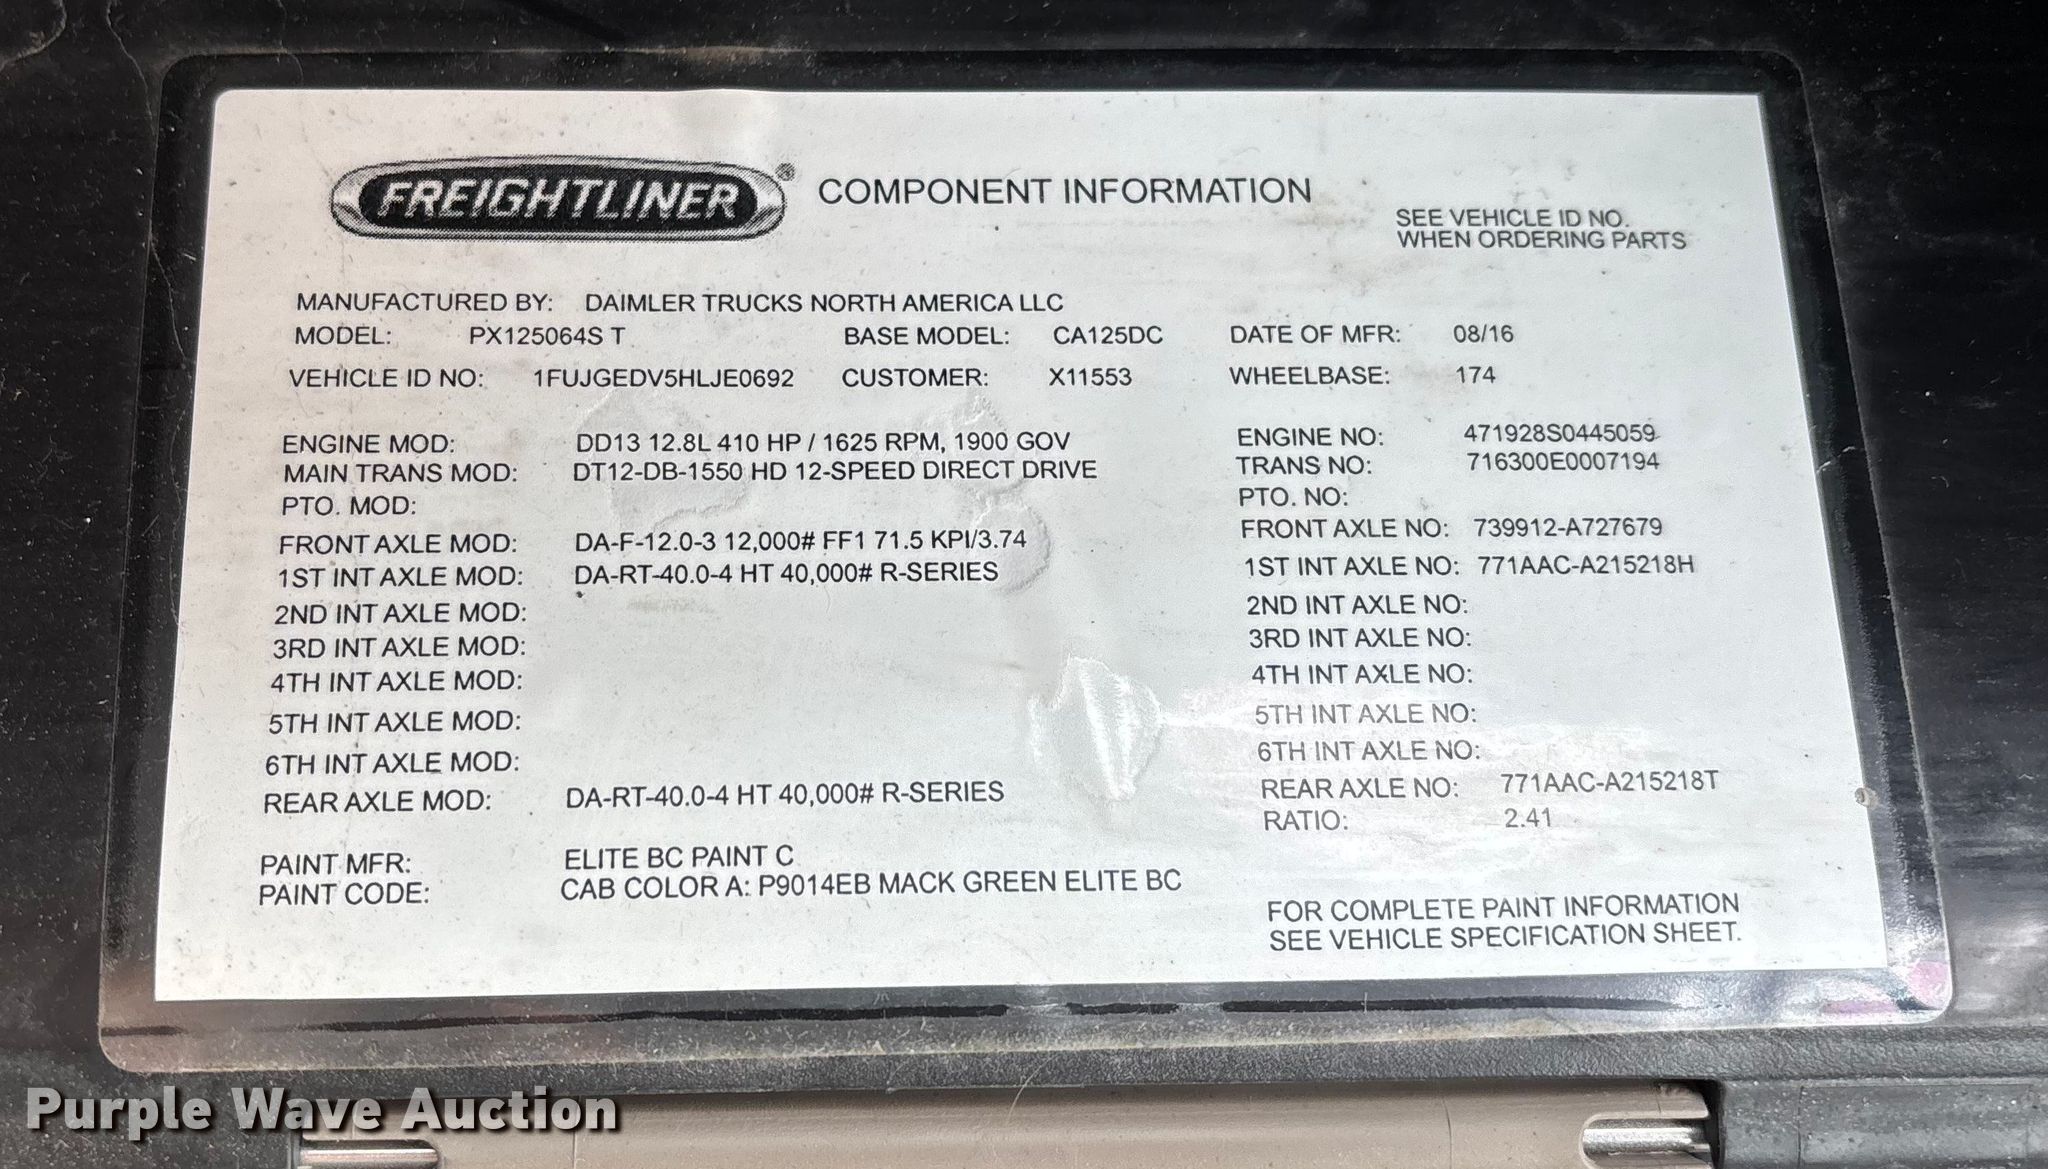 FREIGHTLINER® COMPONENT INFORMATION
SEE VEHICLE ID NO.
WHEN ORDERING PARTS
MANUFACTURED BY: DAIMLER TRUCKS NORTH AMERICA LLC
MODEL: PX125064S T BASE MODEL: CA125DC DATE OF MFR: 08/16
VEHICLE ID NO: 1FUJGEDV5HLJE0692 CUSTOMER: X11553 WHEELBASE: 174
ENGINE MOD: DD13 12.8L 410 HP / 1625 RPM, 1900 GOV ENGINE NO: 471928S0445059
MAIN TRANS MOD: DT12-DB-1550 HD 12-SPEED DIRECT DRIVE TRANS NO: 716300E0007194
PTO. MOD: PTO. NO:
FRONT AXLE MOD: DA-F-12.0-3 12,000# FF1 71.5 KPI/3.74 FRONT AXLE NO: 739912-A727679
1ST INT AXLE MOD: DA-RT-40.0-4 HT 40,000# R-SERIES 1ST INT AXLE NO: 771AAC-A215218H
2ND INT AXLE MOD: 2ND INT AXLE NO:
3RD INT AXLE MOD: 3RD INT AXLE NO:
4TH INT AXLE MOD: 4TH INT AXLE NO:
5TH INT AXLE MOD: 5TH INT AXLE NO:
6TH INT AXLE MOD: 6TH INT AXLE NO:
REAR AXLE MOD: DA-RT-40.0-4 HT 40,000# R-SERIES REAR AXLE NO: 771AAC-A215218T
RATIO: 2.41
PAINT MFR: ELITE BC PAINT C
PAINT CODE: CAB COLOR A: P9014EB MACK GREEN ELITE BC
FOR COMPLETE PAINT INFORMATION
SEE VEHICLE SPECIFICATION SHEET.
Purple Wave Auction